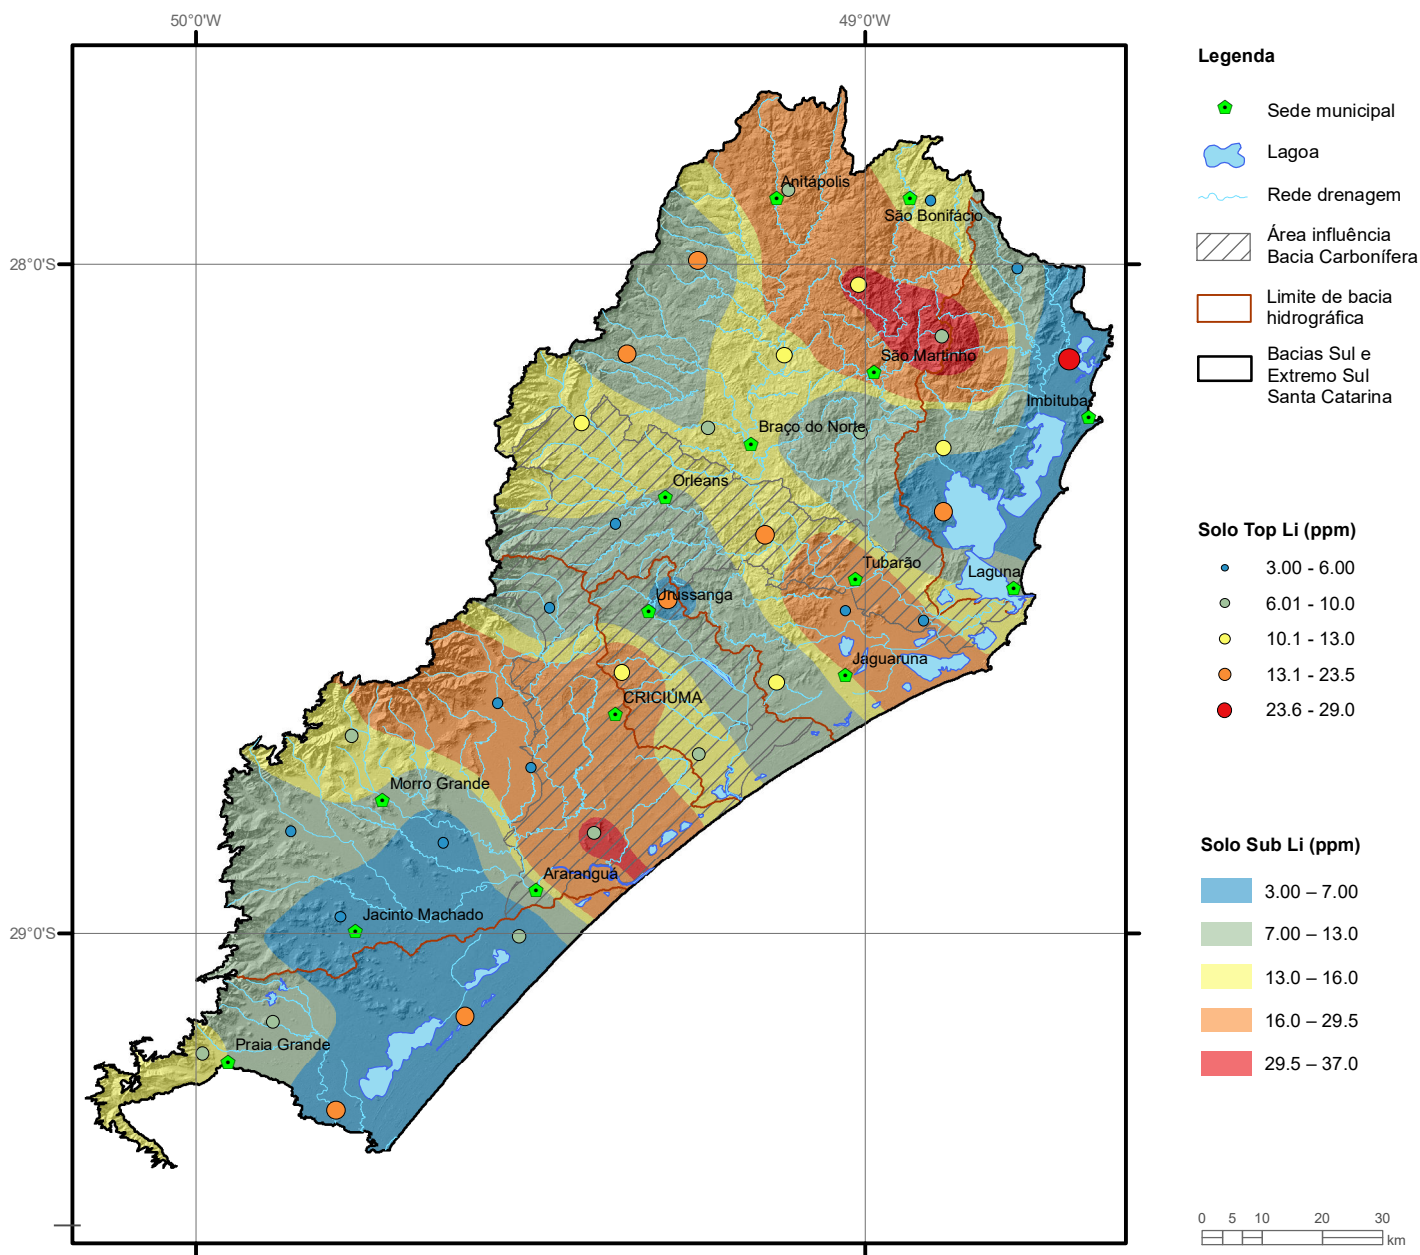 50°0'W
49°0'W
28°0'S
29°0'S
Anitápolis
São Bonifácio
São Martinho
Imbituba
Braço do Norte
Orleans
Tubarão
Laguna
Urussanga
Jaguaruna
CRICIÚMA
Morro Grande
Araranguá
Jacinto Machado
Praia Grande
Legenda
Sede municipal
Lagoa
Rede drenagem
Área influência
Bacia Carbonífera
Limite de bacia
hidrográfica
Bacias Sul e
Extremo Sul
Santa Catarina
Solo Top Li (ppm)
3.00 - 6.00
6.01 - 10.0
10.1 - 13.0
13.1 - 23.5
23.6 - 29.0
Solo Sub Li (ppm)
3.00 – 7.00
7.00 – 13.0
13.0 – 16.0
16.0 – 29.5
29.5 – 37.0
0 5 10 20 30
km